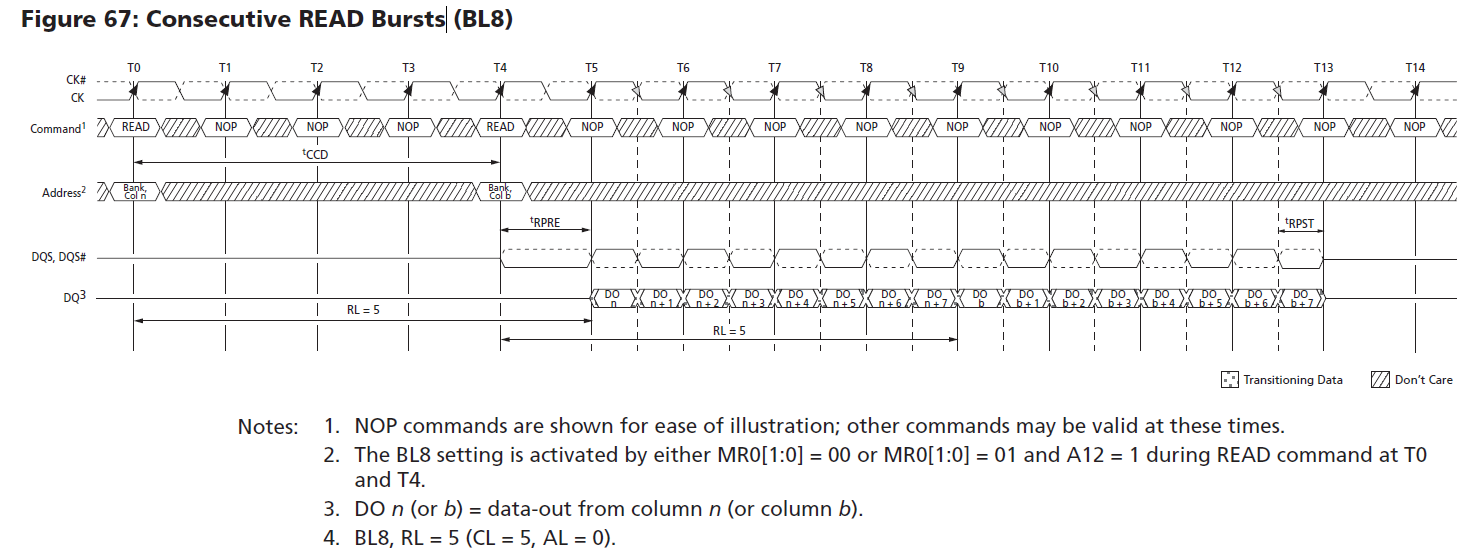 Figure 67: Consecutive READ Bursts (BL8)
T0 T1 T2 T3 T4 T5 T6 T7 T8 T9 T10 T11 T12 T13 T14
CK#
CK
Command1 READ NOP NOP NOP READ NOP NOP NOP NOP NOP NOP NOP NOP NOP NOP
tCCD
Address2 Bank, Col n Bank, Col b
tRPRE tRPST
DQS, DQS#
DQ3 DO n DO n + 1 DO n + 2 DO n + 3 DO n + 4 DO n + 5 DO n + 6 DO n + 7 DO b DO b + 1 DO b + 2 DO b + 3 DO b + 4 DO b + 5 DO b + 6 DO b + 7
RL = 5
RL = 5
Transitioning Data Don't Care
Notes: 1. NOP commands are shown for ease of illustration; other commands may be valid at these times.
2. The BL8 setting is activated by either MR0[1:0] = 00 or MR0[1:0] = 01 and A12 = 1 during READ command at T0
and T4.
3. DO n (or b) = data-out from column n (or column b).
4. BL8, RL = 5 (CL = 5, AL = 0).